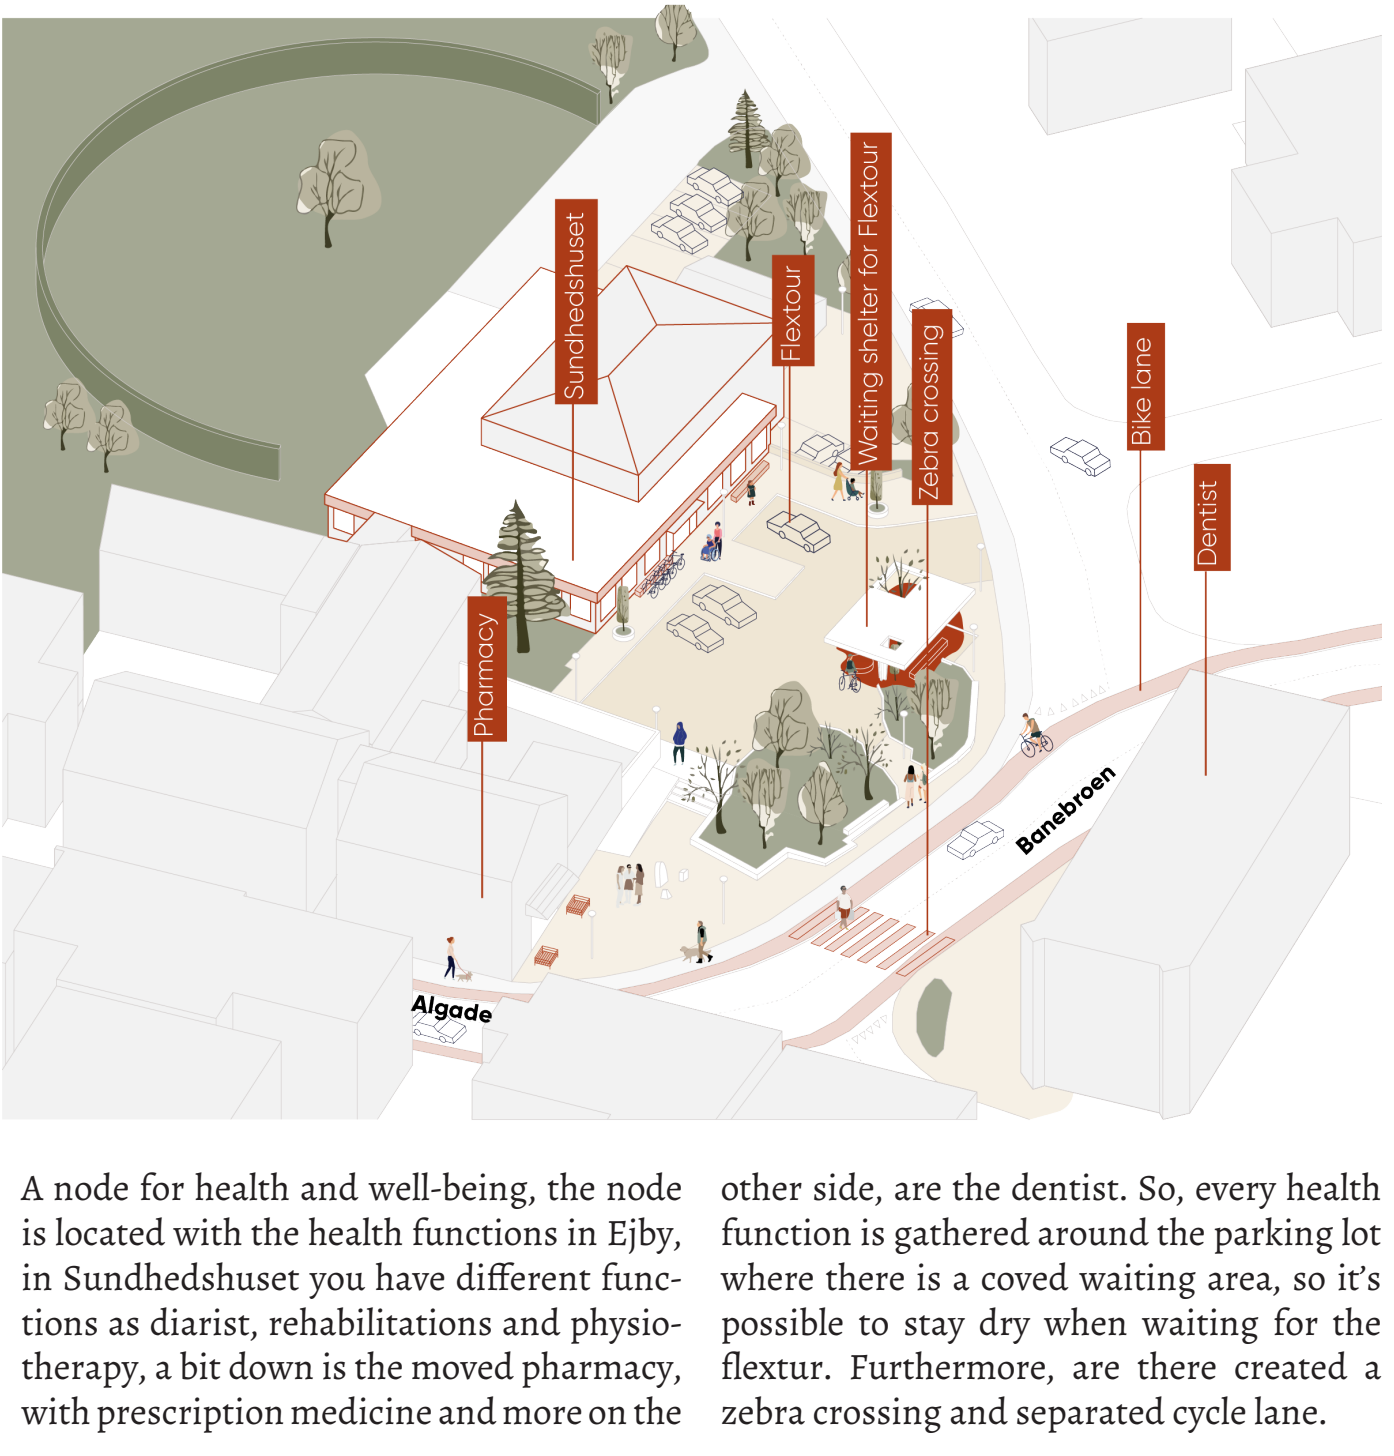 Sundhedshuset
Flextour
Waiting shelter for Flextour
Zebra crossing
Bike lane
Dentist
Pharmacy
Banebroen
Algade
A node for health and well-being, the node
is located with the health functions in Ejby,
in Sundhedshuset you have different func-
tions as diarist, rehabilitations and physio-
therapy, a bit down is the moved pharmacy,
with prescription medicine and more on the
other side, are the dentist. So, every health
function is gathered around the parking lot
where there is a coved waiting area, so it’s
possible to stay dry when waiting for the
flextur. Furthermore, are there created a
zebra crossing and separated cycle lane.